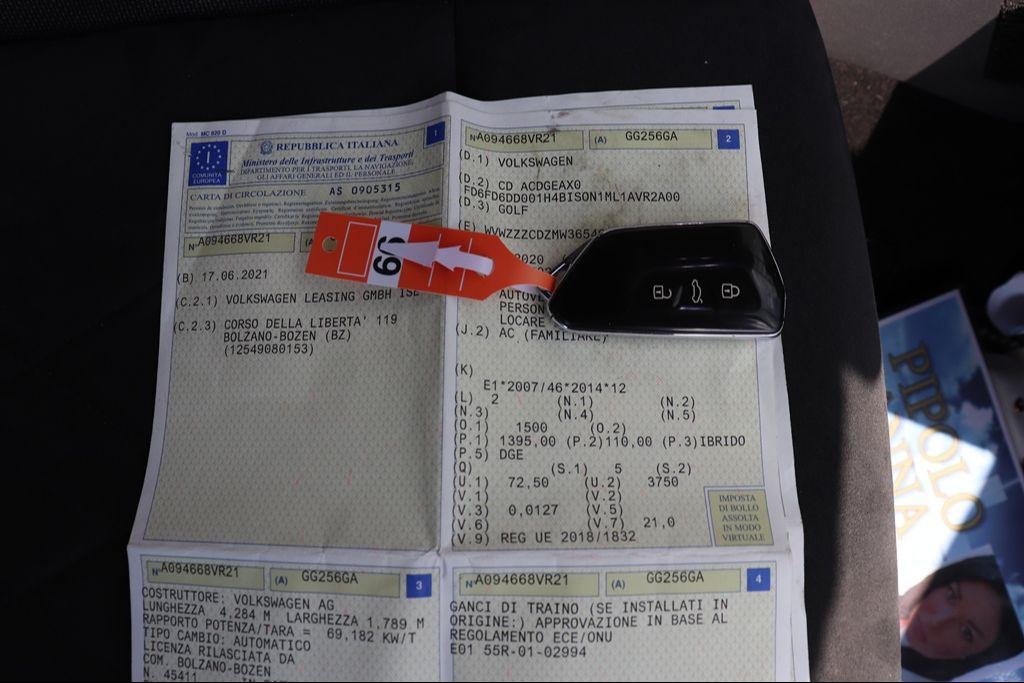 Mod. MC 820 D
1
REPUBBLICA ITALIANA
Ministero delle Infrastrutture e dei Trasporti
DIPARTIMENTO PER I TRASPORTI, LA NAVIGAZIONE,
GLI AFFARI GENERALI ED IL PERSONALE
I
COMUNITÀ
EUROPEA
CARTA DI CIRCOLAZIONE AS 0905315
N° A094668VR21 (A)
(B) 17.06.2021
(C.2.1) VOLKSWAGEN LEASING GMBH
(C.2.3) CORSO DELLA LIBERTA' 119
BOLZANO-BOZEN (BZ)
(12549080153)
N° A094668VR21 (A) GG256GA 2
(D.1) VOLKSWAGEN
(D.2) CD ACDGEAX0
FD6FD6DD001H4BISON1ML1AVR2A00
(D.3) GOLF
(E)
2020
PERSON
LOCARE
(J.2) AC (FAMILIARE)
(K)
E1*2007/46*2014*12
(L) 2 (N.1) (N.2)
(N.3) (N.4) (N.5)
(O.1) 1500 (O.2)
(P.1) 1395,00 (P.2)110,00 (P.3)IBRIDO
(P.5) DGE
(Q) (S.1) 5 (S.2)
(U.1) 72,50 (U.2) 3750
(V.1) (V.2)
(V.3) 0,0127 (V.5)
(V.6) (V.7) 21,0
(V.9) REG UE 2018/1832
IMPOSTA
DI BOLLO
ASSOLTA
IN MODO
VIRTUALE
69
N° A094668VR21 (A) GG256GA 3
COSTRUTTORE: VOLKSWAGEN AG
LUNGHEZZA 4.284 M LARGHEZZA 1.789 M
RAPPORTO POTENZA/TARA = 69,182 KW/T
TIPO CAMBIO: AUTOMATICO
LICENZA RILASCIATA DA
COM. BOLZANO-BOZEN
N. 45411
N° A094668VR21 (A) GG256GA 4
GANCI DI TRAINO (SE INSTALLATI IN
ORIGINE:) APPROVAZIONE IN BASE AL
REGOLAMENTO ECE/ONU
E01 55R-01-02994
PIPOLO